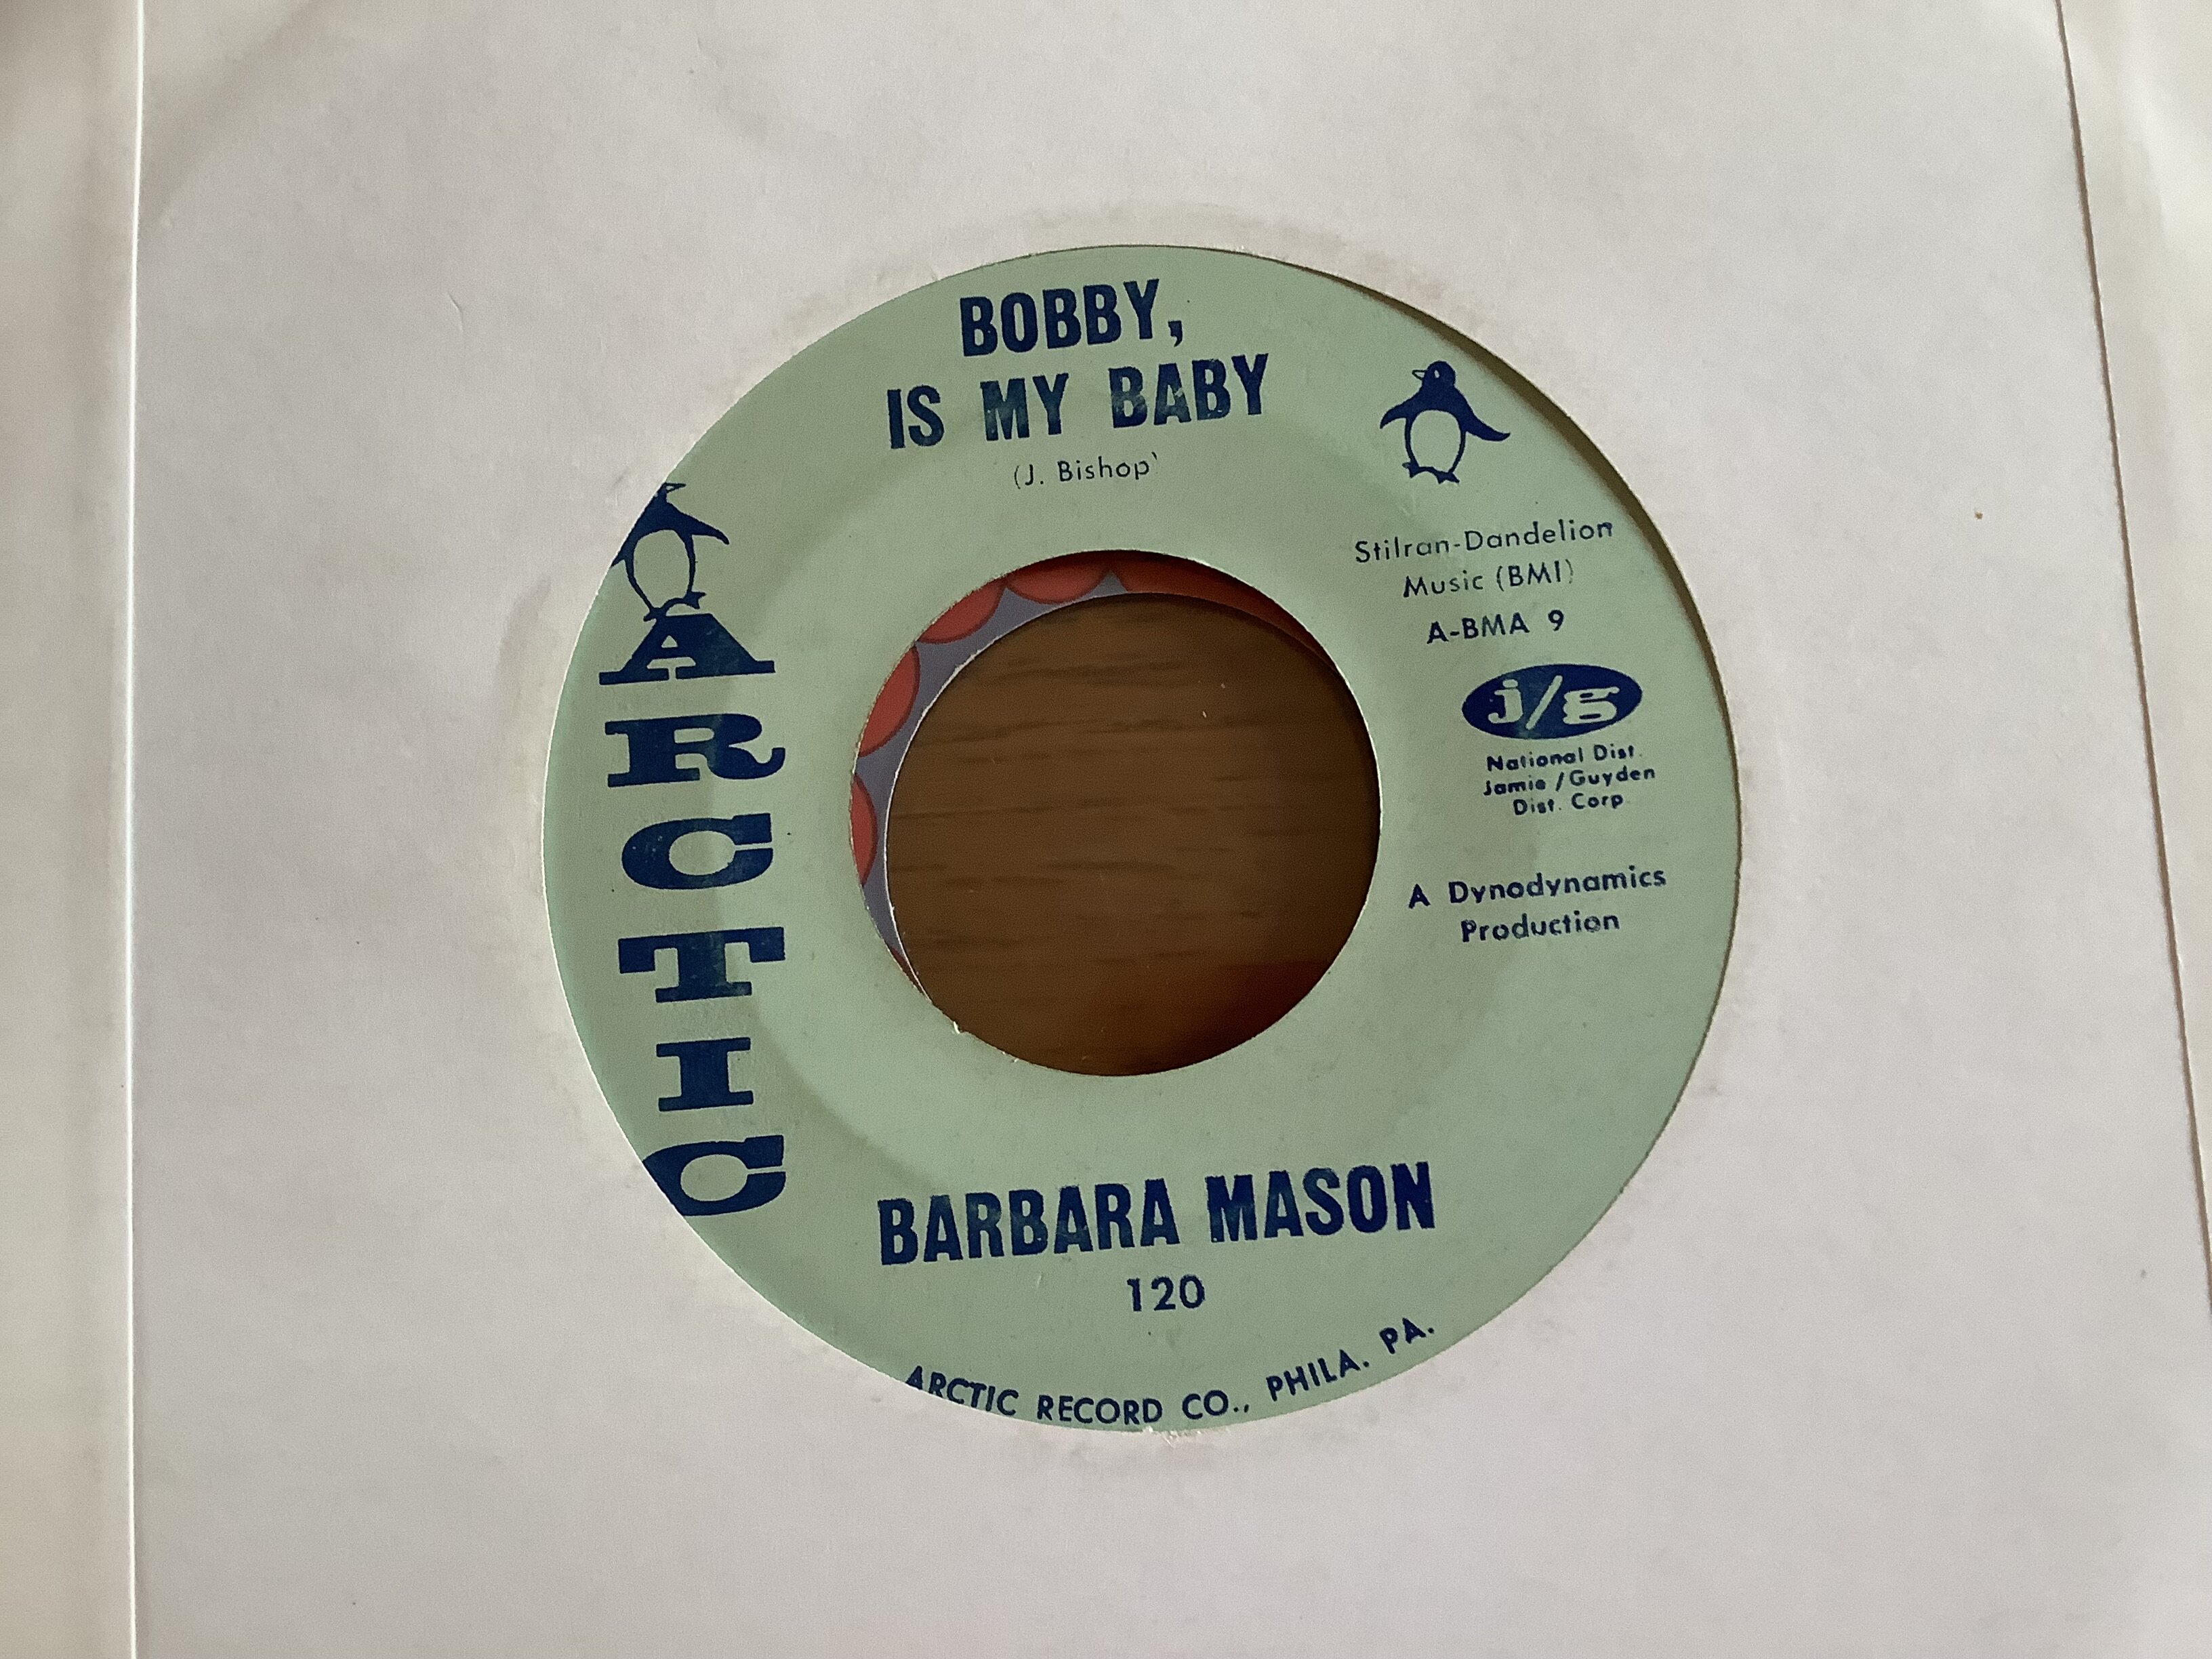 BOBBY,
IS MY BABY
(J. Bishop)
ARCTIC
Stilran-Dandelion
Music (BMI)
A-BMA 9
j/g
National Dist.
Jamie/Guyden
Dist. Corp.
A Dynodynamics
Production
BARBARA MASON
120
ARCTIC RECORD CO., PHILA. PA.